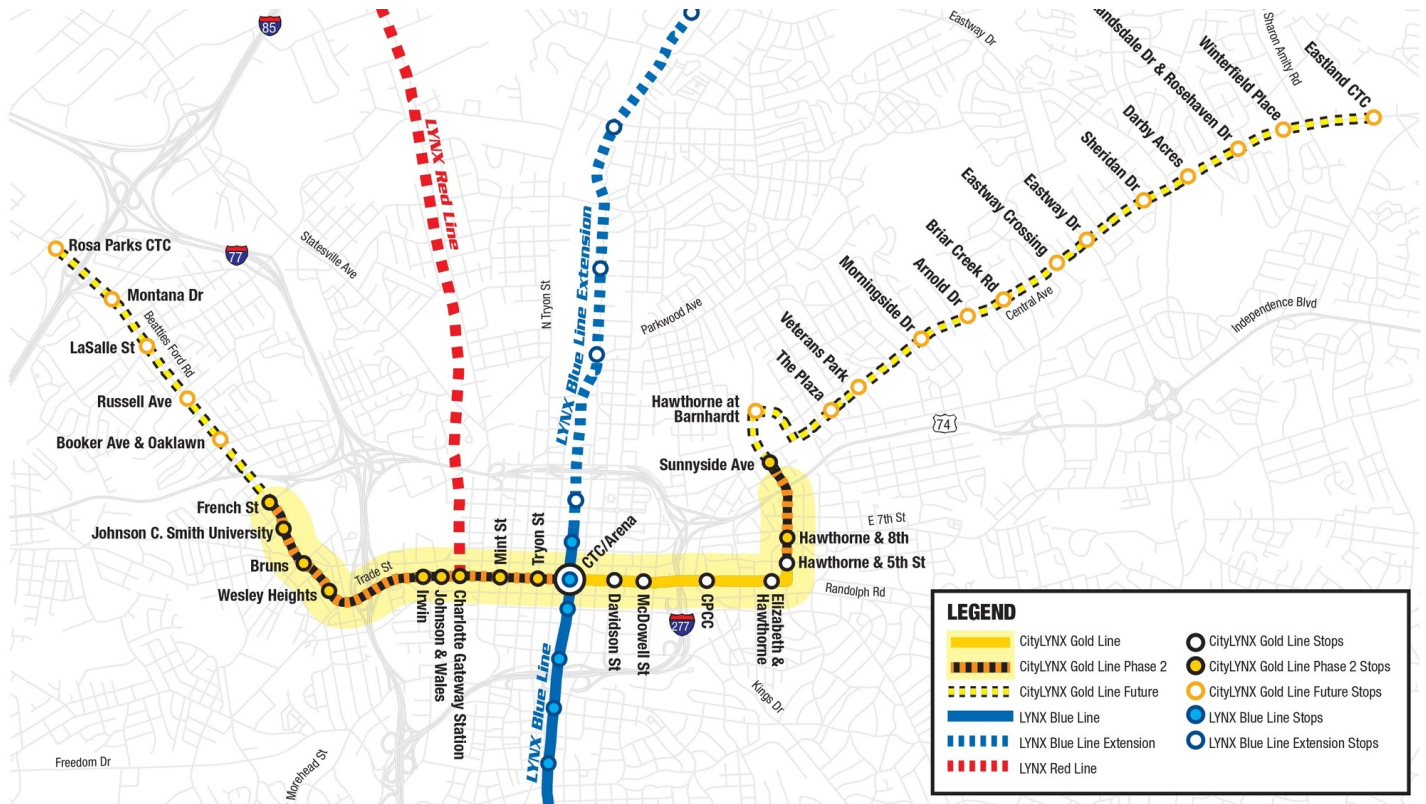 85
Eastway Dr
Sharon Amity Rd
Landsdale Dr & Rosehaven Dr
Winterfield Place
Eastland CTC
Darby Acres
Sheridan Dr
Eastway Dr
Eastway Crossing
Briar Creek Rd
Arnold Dr
Morningside Dr
Central Ave
Independence Blvd
Veterans Park
The Plaza
LYNX Red Line
LYNX Blue Line Extension
N Tryon St
Parkwood Ave
Statesville Ave
77
Rosa Parks CTC
Montana Dr
Beatties Ford Rd
LaSalle St
Russell Ave
Booker Ave & Oaklawn
French St
Johnson C. Smith University
Bruns
Wesley Heights
Trade St
Hawthorne at
Barnhardt
74
Sunnyside Ave
E 7th St
Hawthorne & 8th
Hawthorne & 5th St
Randolph Rd
Mint St
Tryon St
CTC/Arena
Irwin
Johnson & Wales
Charlotte Gateway Station
Davidson St
McDowell St
CPCC
Elizabeth &
Hawthorne
277
Kings Dr
LYNX Blue Line
Freedom Dr
Morehead St
LEGEND
CityLYNX Gold Line
CityLYNX Gold Line Phase 2
CityLYNX Gold Line Future
LYNX Blue Line
LYNX Blue Line Extension
LYNX Red Line
CityLYNX Gold Line Stops
CityLYNX Gold Line Phase 2 Stops
CityLYNX Gold Line Future Stops
LYNX Blue Line Stops
LYNX Blue Line Extension Stops